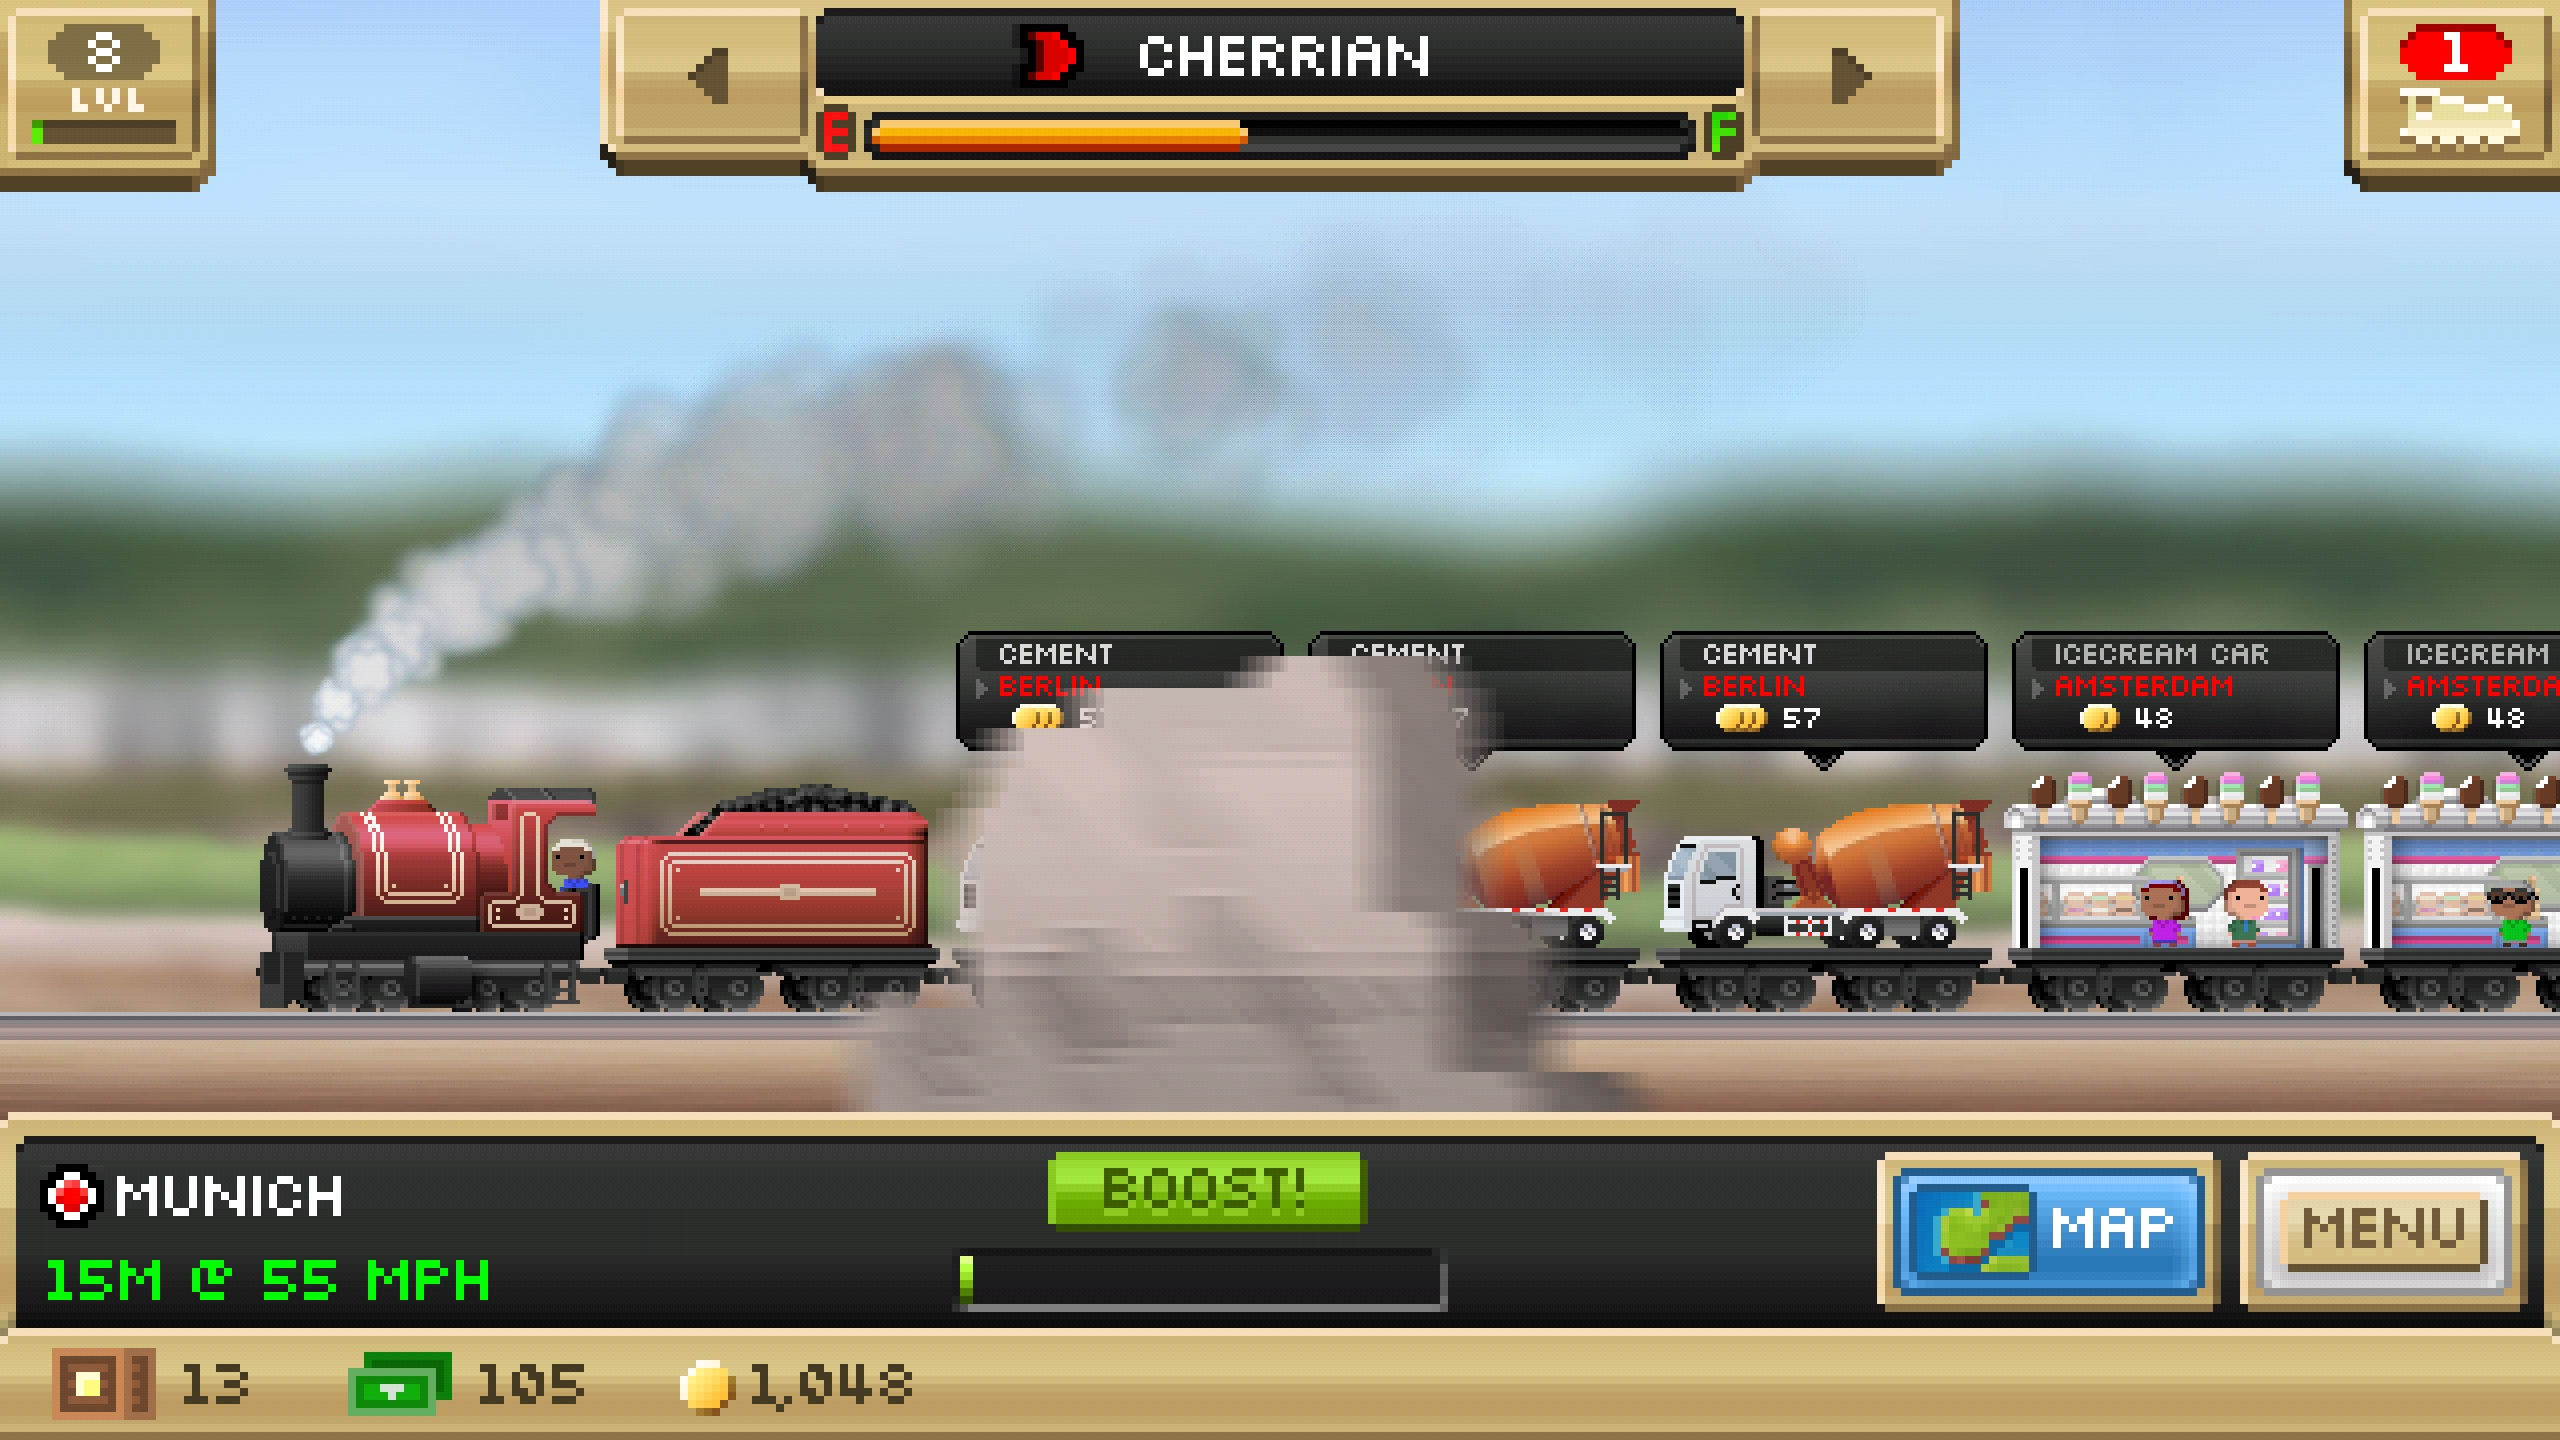 8
LVL
CHERRIAN
E
F
1
CEMENT
BERLIN
CEMENT
CEMENT
BERLIN
57
ICECREAM CAR
AMSTERDAM
48
ICECREAM
48
MUNICH
15M @ 55 MPH
BOOST!
MAP
MENU
13
105
1,048